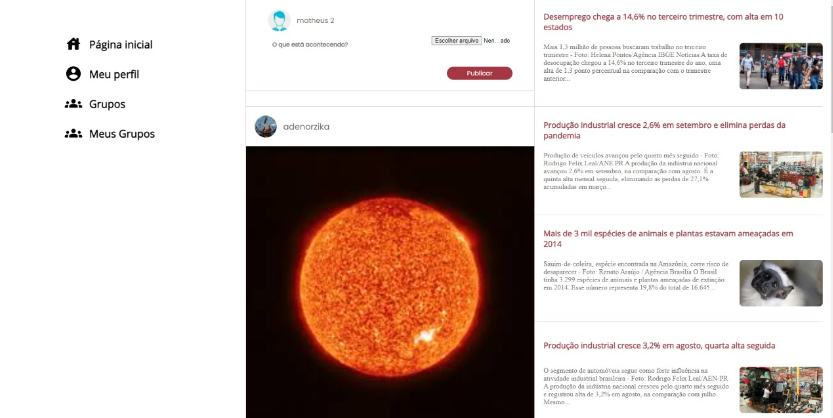 Página inicial
Meu perfil
Grupos
Meus Grupos
matheus 2
O que está acontecendo?
Escolher arquivo Nen...ado
Publicar
adenorzika
Desemprego chega a 14,6% no terceiro trimestre, com alta em 10
estados
Mais 1,3 milhão de pessoas buscaram trabalho no terceiro
trimestre - Foto: Helena Pontes/Agência IBGE Notícias A taxa de
desocupação chegou a 14,6% no terceiro trimestre do ano, uma
alta de 1,3 ponto percentual na comparação com o trimestre
anterior...
Produção industrial cresce 2,6% em setembro e elimina perdas da
pandemia
Produção de veículos avançou pelo quarto mês seguido - Foto:
Rodrigo Felix Leal/ANE PR A produção da indústria nacional
avançou 2,6% em setembro, na comparação com agosto. É a
quinta alta mensal seguida, eliminando as perdas de 27,1%
acumuladas em março...
Mais de 3 mil espécies de animais e plantas estavam ameaçadas em
2014
Sauim-de-coleira, espécie encontrada na Amazônia, corre risco de
desaparecer - Foto: Renato Araújo / Agência Brasília O Brasil
tinha 3.299 espécies de animais e plantas ameaçadas de extinção
em 2014. Esse número representa 19,8% do total de 16.645...
Produção industrial cresce 3,2% em agosto, quarta alta seguida
O segmento de automóveis segue como forte influência na
atividade industrial brasileira - Foto: Rodrigo Felix Leal/AEN-PR
A produção da indústria nacional cresceu pelo quarto mês seguido
e registrou alta de 3,2% em agosto, na comparação com julho.
Mesmo...